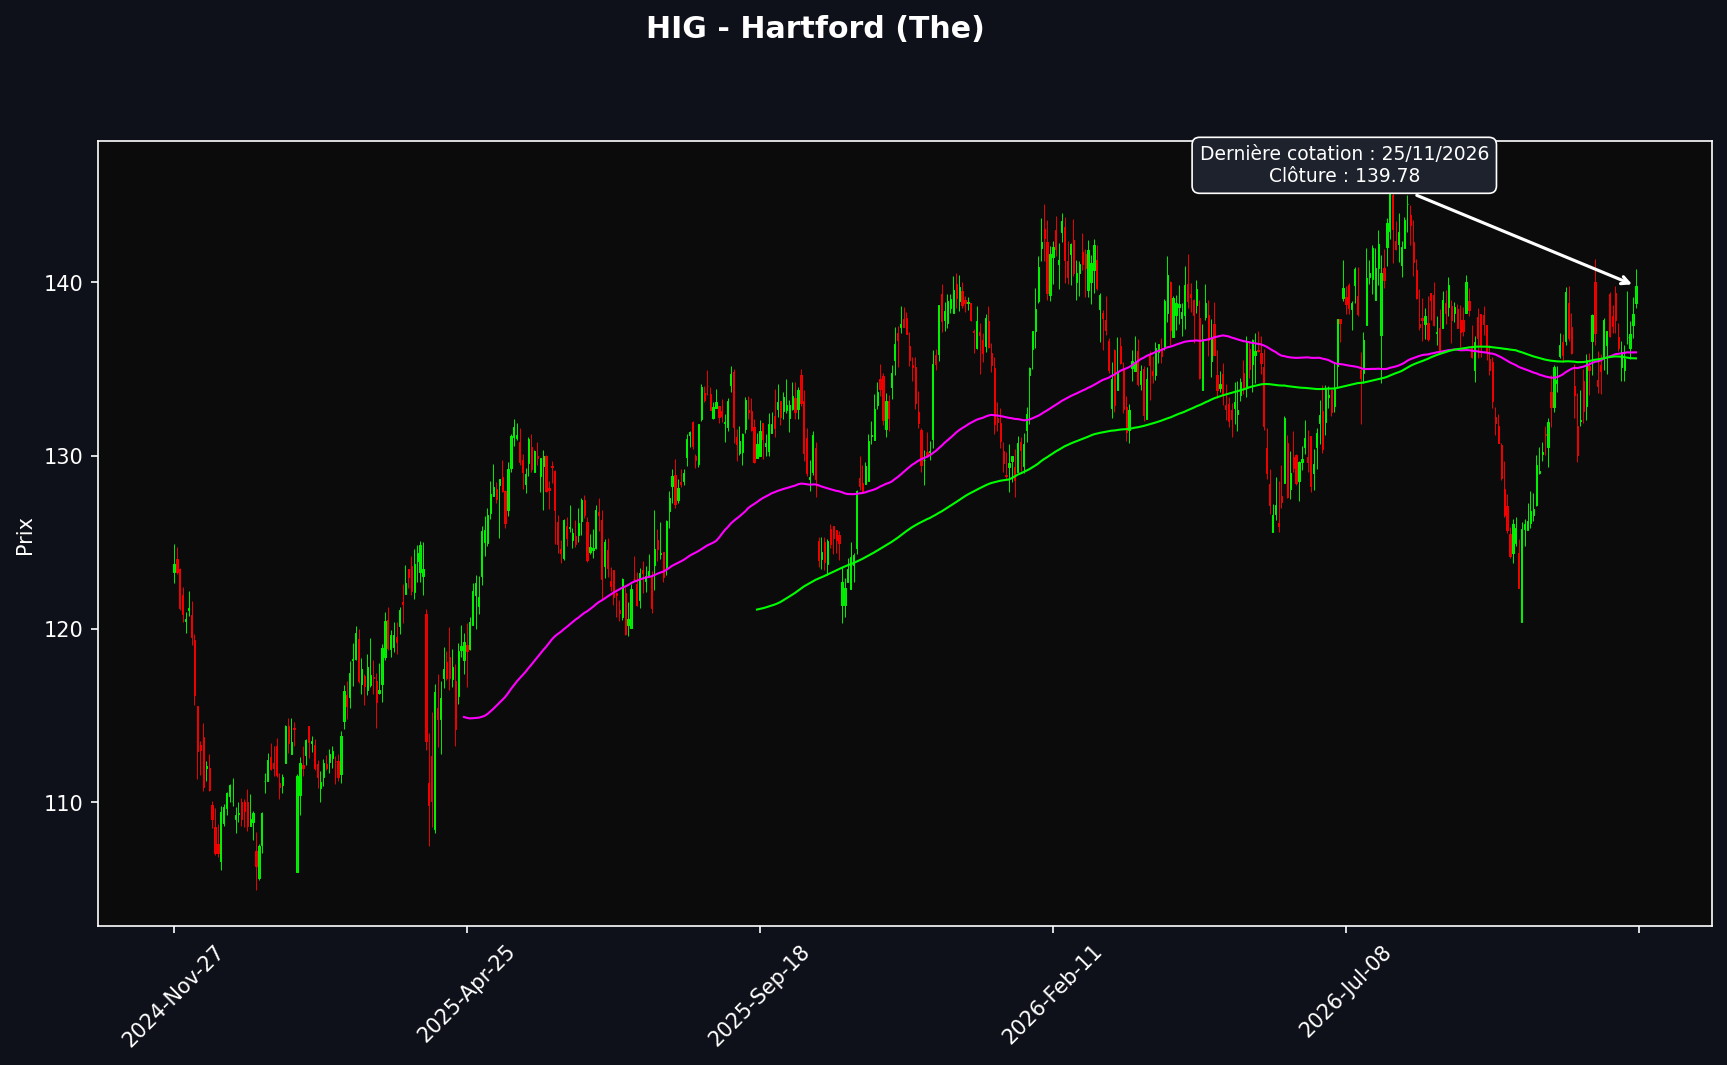 HIG - Hartford (The)
Dernière cotation : 25/11/2026
Clôture : 139.78
Prix
140
130
120
110
2024-Nov-27
2025-Apr-25
2025-Sep-18
2026-Feb-11
2026-Jul-08